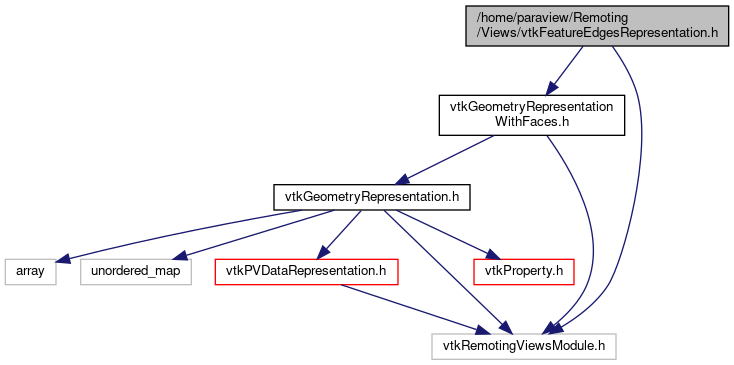 /home/paraview/Remoting
/Views/vtkFeatureEdgesRepresentation.h
vtkGeometryRepresentation
WithFaces.h
vtkGeometryRepresentation.h
array
unordered_map
vtkPVDataRepresentation.h
vtkProperty.h
vtkRemotingViewsModule.h